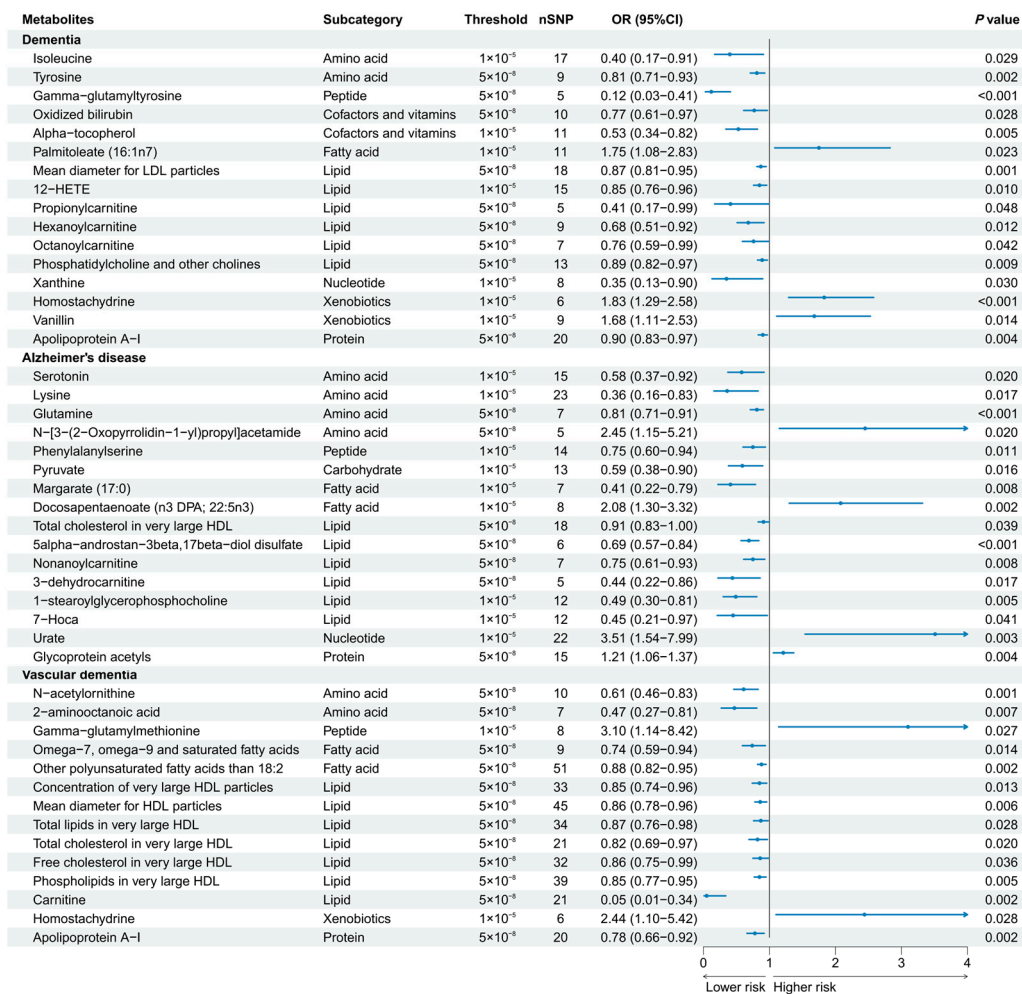 Metabolites Subcategory Threshold nSNP OR (95%CI) P value
Dementia
Isoleucine Amino acid 1×10⁻⁵ 17 0.40 (0.17−0.91) 0.029
Tyrosine Amino acid 5×10⁻⁸ 9 0.81 (0.71−0.93) 0.002
Gamma−glutamyltyrosine Peptide 5×10⁻⁸ 5 0.12 (0.03−0.41) <0.001
Oxidized bilirubin Cofactors and vitamins 5×10⁻⁸ 10 0.77 (0.61−0.97) 0.028
Alpha−tocopherol Cofactors and vitamins 1×10⁻⁵ 11 0.53 (0.34−0.82) 0.005
Palmitoleate (16:1n7) Fatty acid 1×10⁻⁵ 11 1.75 (1.08−2.83) 0.023
Mean diameter for LDL particles Lipid 5×10⁻⁸ 18 0.87 (0.81−0.95) 0.001
12−HETE Lipid 1×10⁻⁵ 15 0.85 (0.76−0.96) 0.010
Propionylcarnitine Lipid 5×10⁻⁸ 5 0.41 (0.17−0.99) 0.048
Hexanoylcarnitine Lipid 5×10⁻⁸ 9 0.68 (0.51−0.92) 0.012
Octanoylcarnitine Lipid 5×10⁻⁸ 7 0.76 (0.59−0.99) 0.042
Phosphatidylcholine and other cholines Lipid 5×10⁻⁸ 13 0.89 (0.82−0.97) 0.009
Xanthine Nucleotide 1×10⁻⁵ 8 0.35 (0.13−0.90) 0.030
Homostachydrine Xenobiotics 1×10⁻⁵ 6 1.83 (1.29−2.58) <0.001
Vanillin Xenobiotics 1×10⁻⁵ 9 1.68 (1.11−2.53) 0.014
Apolipoprotein A−I Protein 5×10⁻⁸ 20 0.90 (0.83−0.97) 0.004
Alzheimer's disease
Serotonin Amino acid 1×10⁻⁵ 15 0.58 (0.37−0.92) 0.020
Lysine Amino acid 1×10⁻⁵ 23 0.36 (0.16−0.83) 0.017
Glutamine Amino acid 5×10⁻⁸ 7 0.81 (0.71−0.91) <0.001
N−[3−(2−Oxopyrrolidin−1−yl)propyl]acetamide Amino acid 5×10⁻⁸ 5 2.45 (1.15−5.21) 0.020
Phenylalanylserine Peptide 1×10⁻⁵ 14 0.75 (0.60−0.94) 0.011
Pyruvate Carbohydrate 1×10⁻⁵ 13 0.59 (0.38−0.90) 0.016
Margarate (17:0) Fatty acid 1×10⁻⁵ 7 0.41 (0.22−0.79) 0.008
Docosapentaenoate (n3 DPA; 22:5n3) Fatty acid 1×10⁻⁵ 8 2.08 (1.30−3.32) 0.002
Total cholesterol in very large HDL Lipid 5×10⁻⁸ 18 0.91 (0.83−1.00) 0.039
5alpha−androstan−3beta,17beta−diol disulfate Lipid 5×10⁻⁸ 6 0.69 (0.57−0.84) <0.001
Nonanoylcarnitine Lipid 5×10⁻⁸ 7 0.75 (0.61−0.93) 0.008
3−dehydrocarnitine Lipid 5×10⁻⁸ 5 0.44 (0.22−0.86) 0.017
1−stearoylglycerophosphocholine Lipid 1×10⁻⁵ 12 0.49 (0.30−0.81) 0.005
7−Hoca Lipid 1×10⁻⁵ 12 0.45 (0.21−0.97) 0.041
Urate Nucleotide 1×10⁻⁵ 22 3.51 (1.54−7.99) 0.003
Glycoprotein acetyls Protein 5×10⁻⁸ 15 1.21 (1.06−1.37) 0.004
Vascular dementia
N−acetylornithine Amino acid 5×10⁻⁸ 10 0.61 (0.46−0.83) 0.001
2−aminooctanoic acid Amino acid 5×10⁻⁸ 7 0.47 (0.27−0.81) 0.007
Gamma−glutamylmethionine Peptide 1×10⁻⁵ 8 3.10 (1.14−8.42) 0.027
Omega−7, omega−9 and saturated fatty acids Fatty acid 5×10⁻⁸ 9 0.74 (0.59−0.94) 0.014
Other polyunsaturated fatty acids than 18:2 Fatty acid 5×10⁻⁸ 51 0.88 (0.82−0.95) 0.002
Concentration of very large HDL particles Lipid 5×10⁻⁸ 33 0.85 (0.74−0.96) 0.013
Mean diameter for HDL particles Lipid 5×10⁻⁸ 45 0.86 (0.78−0.96) 0.006
Total lipids in very large HDL Lipid 5×10⁻⁸ 34 0.87 (0.76−0.98) 0.028
Total cholesterol in very large HDL Lipid 5×10⁻⁸ 21 0.82 (0.69−0.97) 0.020
Free cholesterol in very large HDL Lipid 5×10⁻⁸ 32 0.86 (0.75−0.99) 0.036
Phospholipids in very large HDL Lipid 5×10⁻⁸ 39 0.85 (0.77−0.95) 0.005
Carnitine Lipid 5×10⁻⁸ 21 0.05 (0.01−0.34) 0.002
Homostachydrine Xenobiotics 1×10⁻⁵ 6 2.44 (1.10−5.42) 0.028
Apolipoprotein A−I Protein 5×10⁻⁸ 20 0.78 (0.66−0.92) 0.002
0 1 2 3 4
Lower risk Higher risk